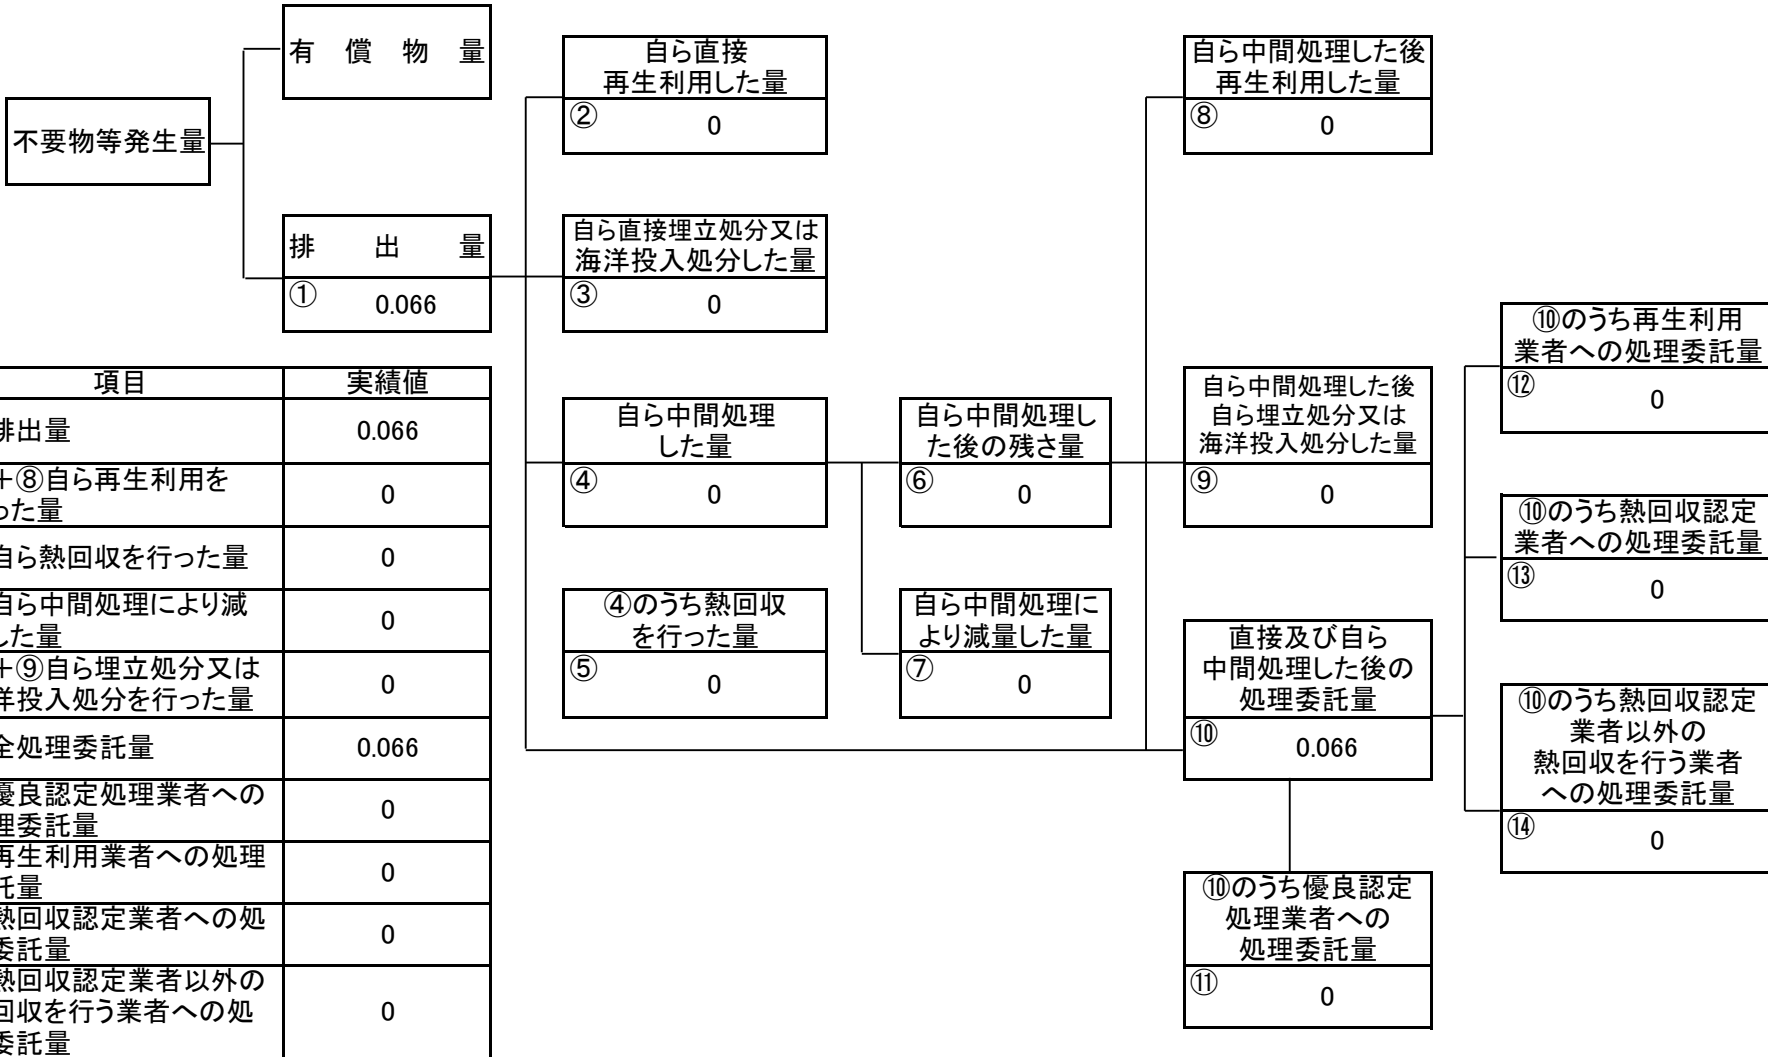 有償物量
不要物等発生量
排出量
①
0.066
自ら直接
再生利用した量
②
0
自ら直接埋立処分又は
海洋投入処分した量
③
0
自ら中間処理
した量
④
0
④のうち熱回収
を行った量
⑤
0
自ら中間処理し
た後の残さ量
⑥
0
自ら中間処理に
より減量した量
⑦
0
自ら中間処理した後
再生利用した量
⑧
0
自ら中間処理した後
自ら埋立処分又は
海洋投入処分した量
⑨
0
直接及び自ら
中間処理した後の
処理委託量
⑩
0.066
⑩のうち優良認定
処理業者への
処理委託量
⑪
0
⑩のうち再生利用
業者への処理委託量
⑫
0
⑩のうち熱回収認定
業者への処理委託量
⑬
0
⑩のうち熱回収認定
業者以外の
熱回収を行う業者
への処理委託量
⑭
0
項目 実績値
排出量 0.066
+⑧自ら再生利用を
った量
0
自ら熱回収を行った量 0
自ら中間処理により減
した量
0
+⑨自ら埋立処分又は
洋投入処分を行った量
0
全処理委託量 0.066
優良認定処理業者への
理委託量
0
再生利用業者への処理
託量
0
熱回収認定業者への処
委託量
0
熱回収認定業者以外の
回収を行う業者への処
委託量
0